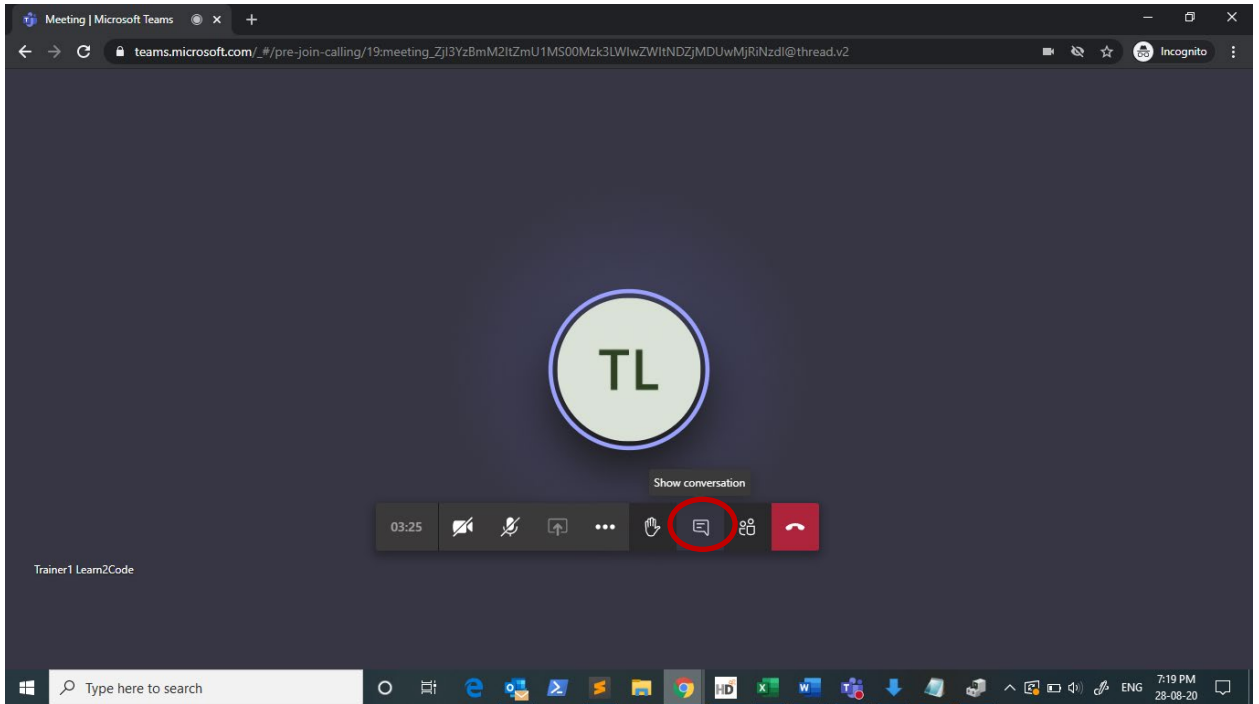 Meeting | Microsoft Teams
teams.microsoft.com/_#/pre-join-calling/19:meeting_ZjI3YzBmM2ItZmU1MS00Mzk3LWIwZWItNDZjMDUwMjRiNzdl@thread.v2
Incognito
TL
Show conversation
03:25
Trainer1 Learn2Code
Type here to search
HD
ENG
7:19 PM
28-08-20